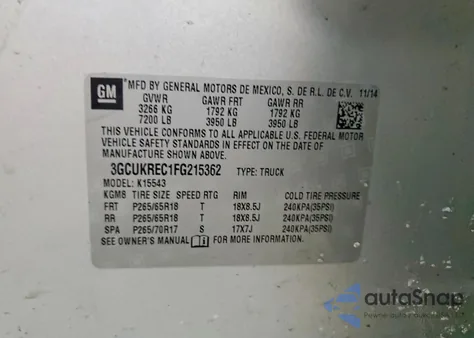 GM
MFD BY GENERAL MOTORS DE MEXICO, S. DE R.L. DE C.V. 11/14
GVWR GAWR FRT GAWR RR
3266 KG 1792 KG 1792 KG
7200 LB 3950 LB 3950 LB
THIS VEHICLE CONFORMS TO ALL APPLICABLE U.S. FEDERAL MOTOR
VEHICLE SAFETY STANDARDS IN EFFECT ON THE DATE OF
MANUFACTURE SHOWN ABOVE.
3GCUKREC1FG215362 TYPE: TRUCK
MODEL: K15543
KGMS TIRE SIZE SPEED RTG RIM COLD TIRE PRESSURE
FRT P265/65R18 T 18X8.5J 240KPA(35PSI)
RR P265/65R18 T 18X8.5J 240KPA(35PSI)
SPA P265/70R17 S 17X7J 240KPA(35PSI)
SEE OWNER'S MANUAL FOR MORE INFORMATION.
autoSnap